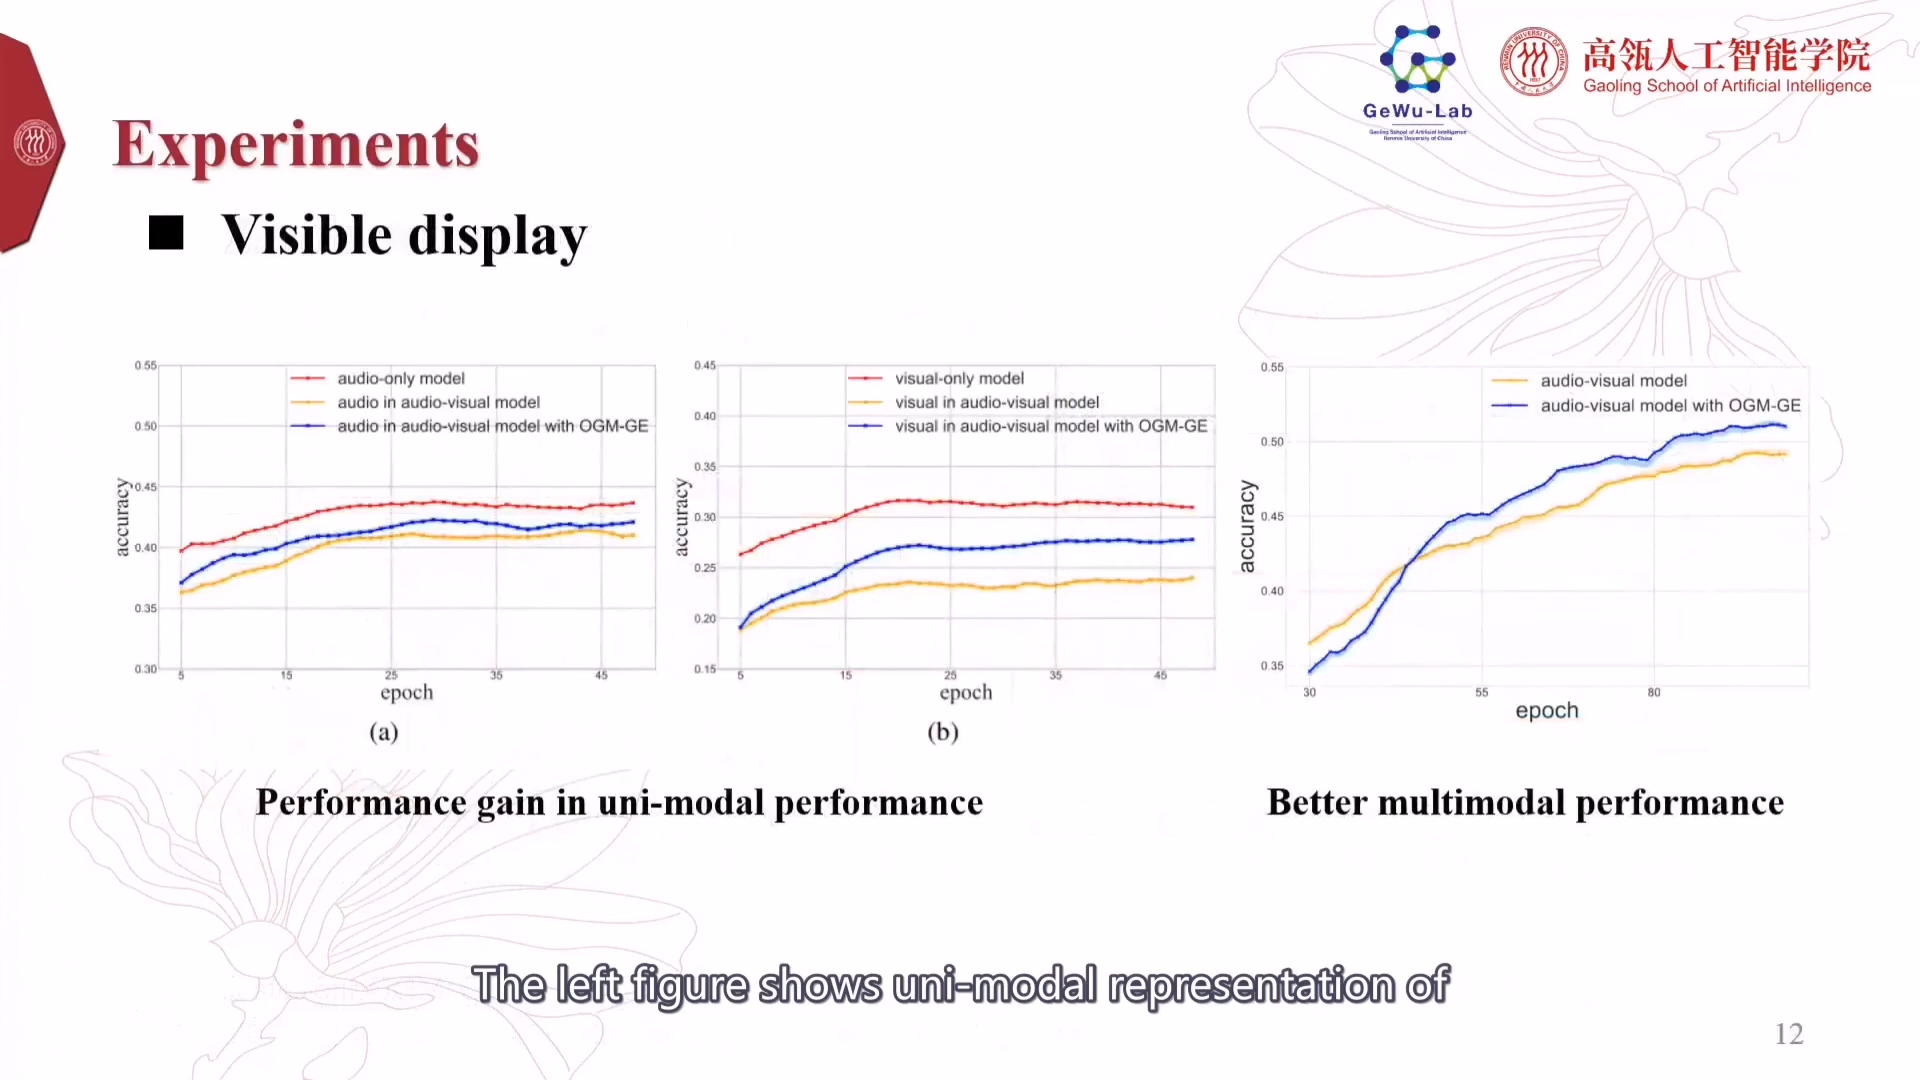 GeWu-Lab
Gaoling School of Artificial Intelligence
Renmin University of China
RENMIN UNIVERSITY OF CHINA
1937
高瓴人工智能学院
Gaoling School of Artificial Intelligence
Experiments
Visible display
audio-only model
audio in audio-visual model
audio in audio-visual model with OGM-GE
0.55
0.50
0.45
0.40
0.35
0.30
accuracy
5 15 25 35 45
epoch
(a)
visual-only model
visual in audio-visual model
visual in audio-visual model with OGM-GE
0.45
0.40
0.35
0.30
0.25
0.20
0.15
accuracy
5 15 25 35 45
epoch
(b)
Performance gain in uni-modal performance
audio-visual model
audio-visual model with OGM-GE
0.55
0.50
0.45
0.40
0.35
accuracy
30 55 80
epoch
Better multimodal performance
The left figure shows uni-modal representation of
12